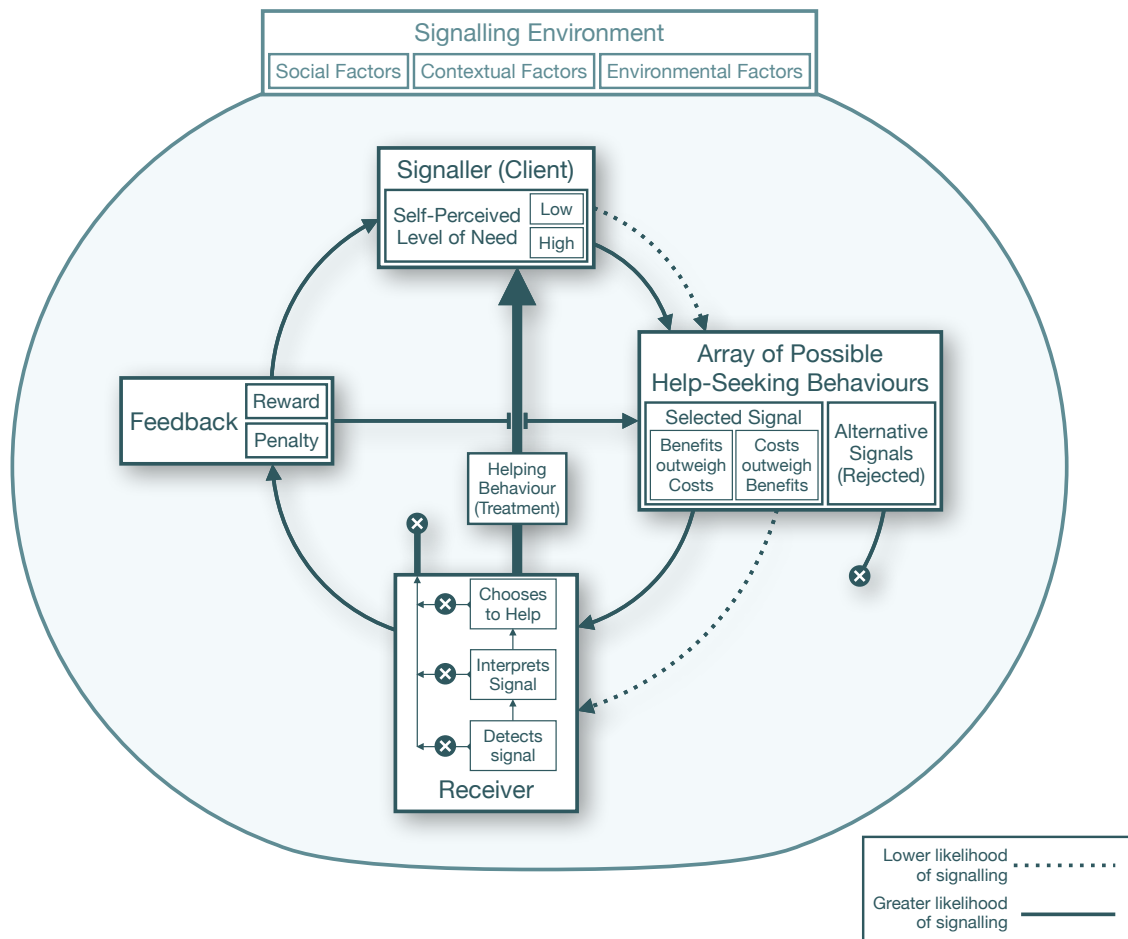 Signalling Environment
Social Factors
Contextual Factors
Environmental Factors
Signaller (Client)
Self-Perceived
Level of Need
Low
High
Array of Possible
Help-Seeking Behaviours
Selected Signal
Benefits
outweigh
Costs
Costs
outweigh
Benefits
Alternative
Signals
(Rejected)
Feedback
Reward
Penalty
Helping
Behaviour
(Treatment)
Chooses
to Help
Interprets
Signal
Detects
signal
Receiver
Lower likelihood
of signalling
Greater likelihood
of signalling